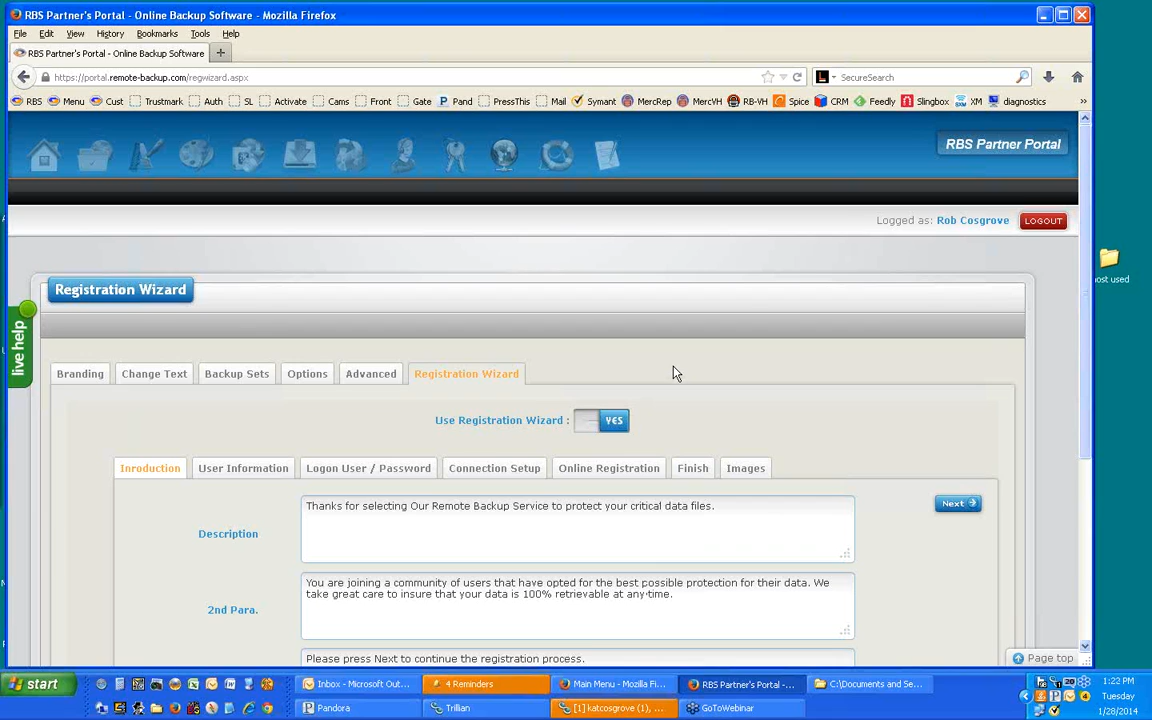 RBS Partner's Portal - Online Backup Software - Mozilla Firefox
File Edit View History Bookmarks Tools Help
RBS Partner's Portal - Online Backup Software
https://portal.remote-backup.com/regwizard.aspx
SecureSearch
RBS Menu Cust Trustmark Auth SL Activate Cams Front Gate Pand PressThis Mail Symant MercRep MercVH RB-VH Spice CRM Feedly Slingbox XM diagnostics »
RBS Partner Portal
Logged as: Rob Cosgrove LOGOUT
most used
Registration Wizard
live help
Branding Change Text Backup Sets Options Advanced Registration Wizard
Use Registration Wizard : YES
Inroduction User Information Logon User / Password Connection Setup Online Registration Finish Images
Thanks for selecting Our Remote Backup Service to protect your critical data files.
Next
Description
You are joining a community of users that have opted for the best possible protection for their data. We
take great care to insure that your data is 100% retrievable at any time.
2nd Para.
Please press Next to continue the registration process.
Page top
start Inbox - Microsoft Out... 4 Reminders Main Menu - Mozilla Fi... RBS Partner's Portal -... C:\Documents and Se... 1:22 PM
Tuesday
Pandora Trillian [1] katcosgrove (1), ... GoToWebinar 1/28/2014